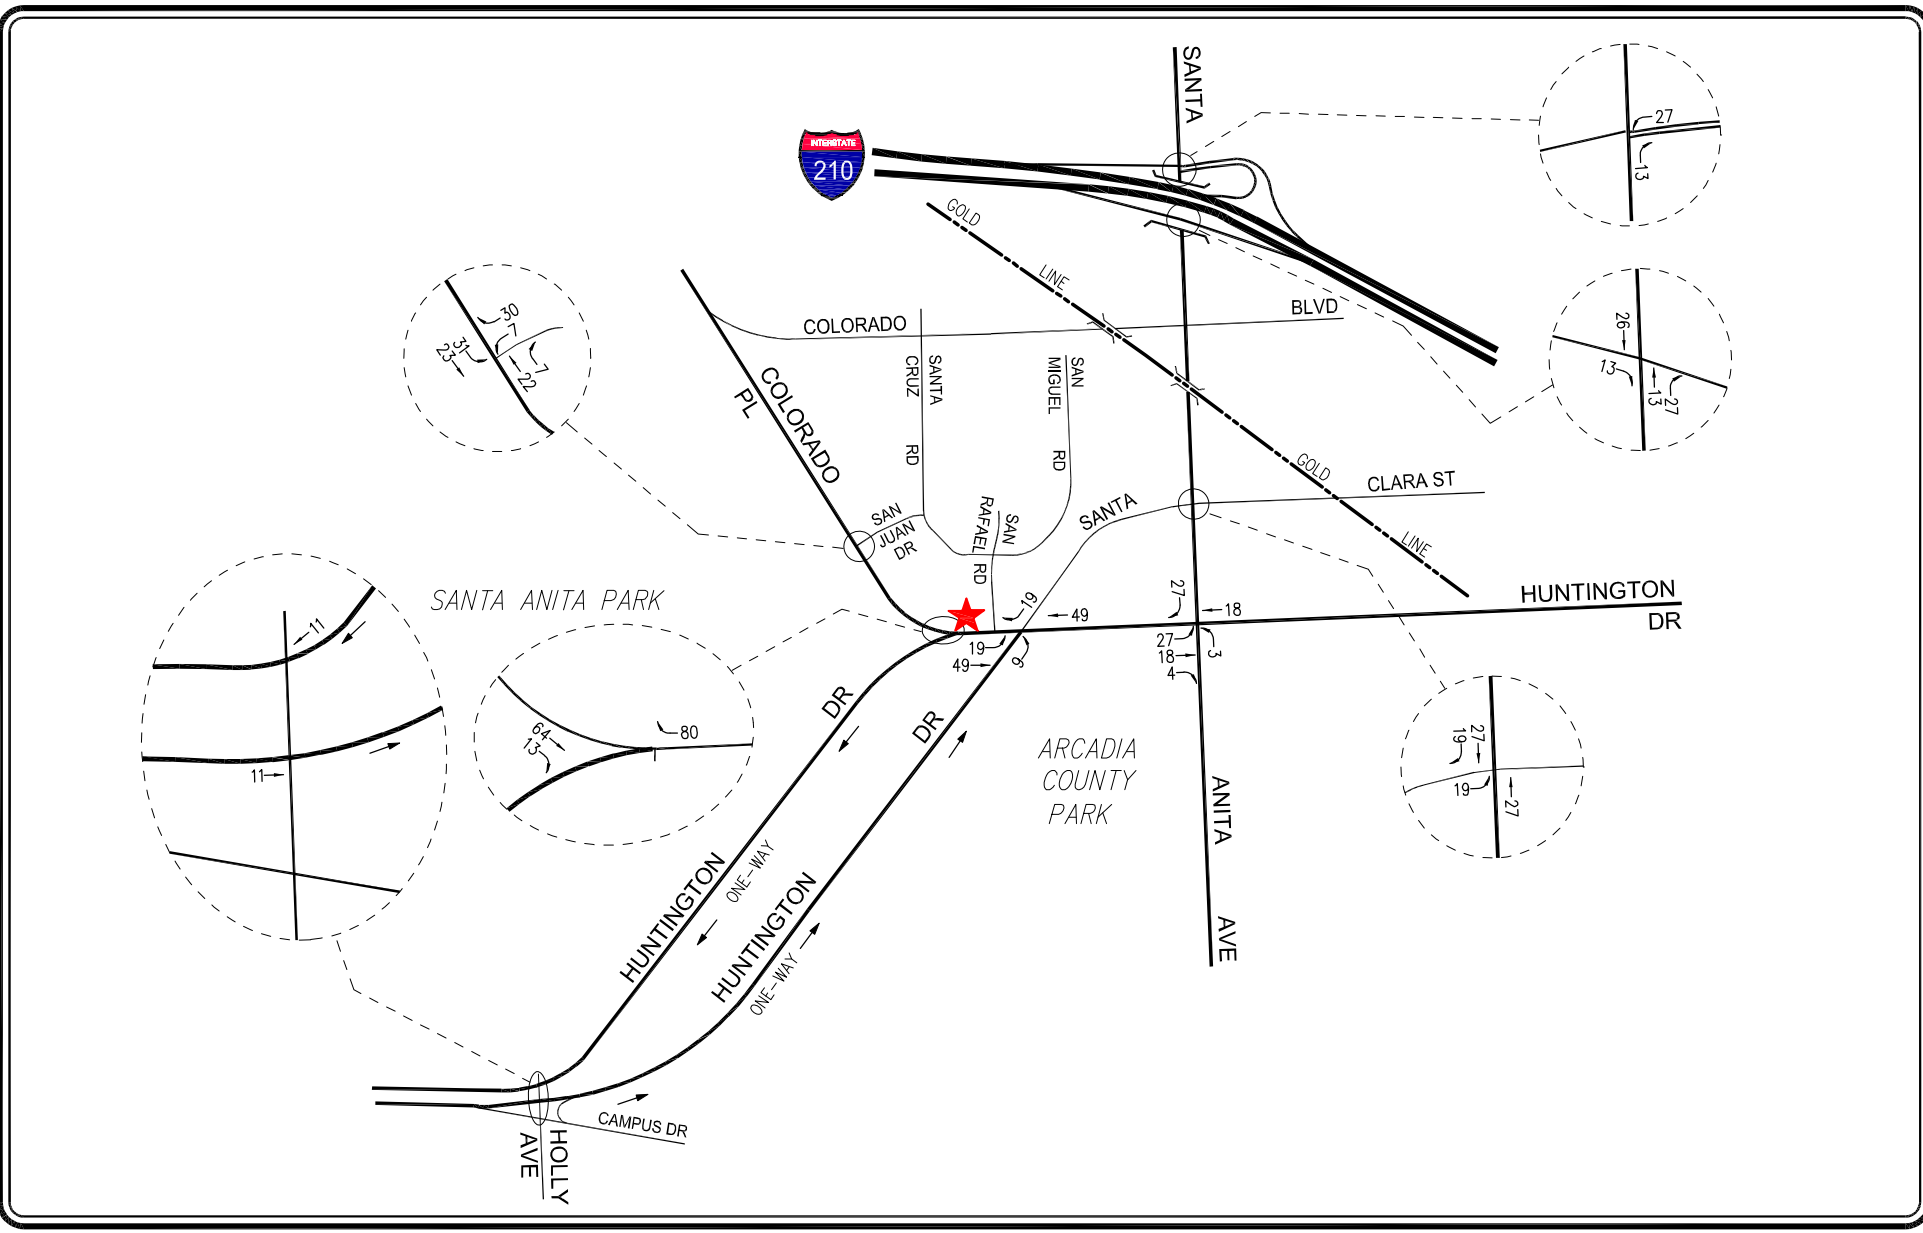 SANTA
27
13
INTERSTATE
210
GOLD
LINE
COLORADO
BLVD
26
13
13
27
30
7
31
23
7
22
COLORADO
PL
SANTA
CRUZ
RD
SAN
MIGUEL
RD
GOLD
LINE
CLARA ST
SANTA
SAN
JUAN
DR
SAN
RAFAEL RD
SANTA ANITA PARK
HUNTINGTON
DR
19
49
19
49
9
27
18
27
18
4
3
11
11
64
13
80
DR
DR
ARCADIA
COUNTY
PARK
27
19
19
27
ANITA
AVE
HUNTINGTON
ONE-WAY
HUNTINGTON
ONE-WAY
CAMPUS DR
HOLLY
AVE